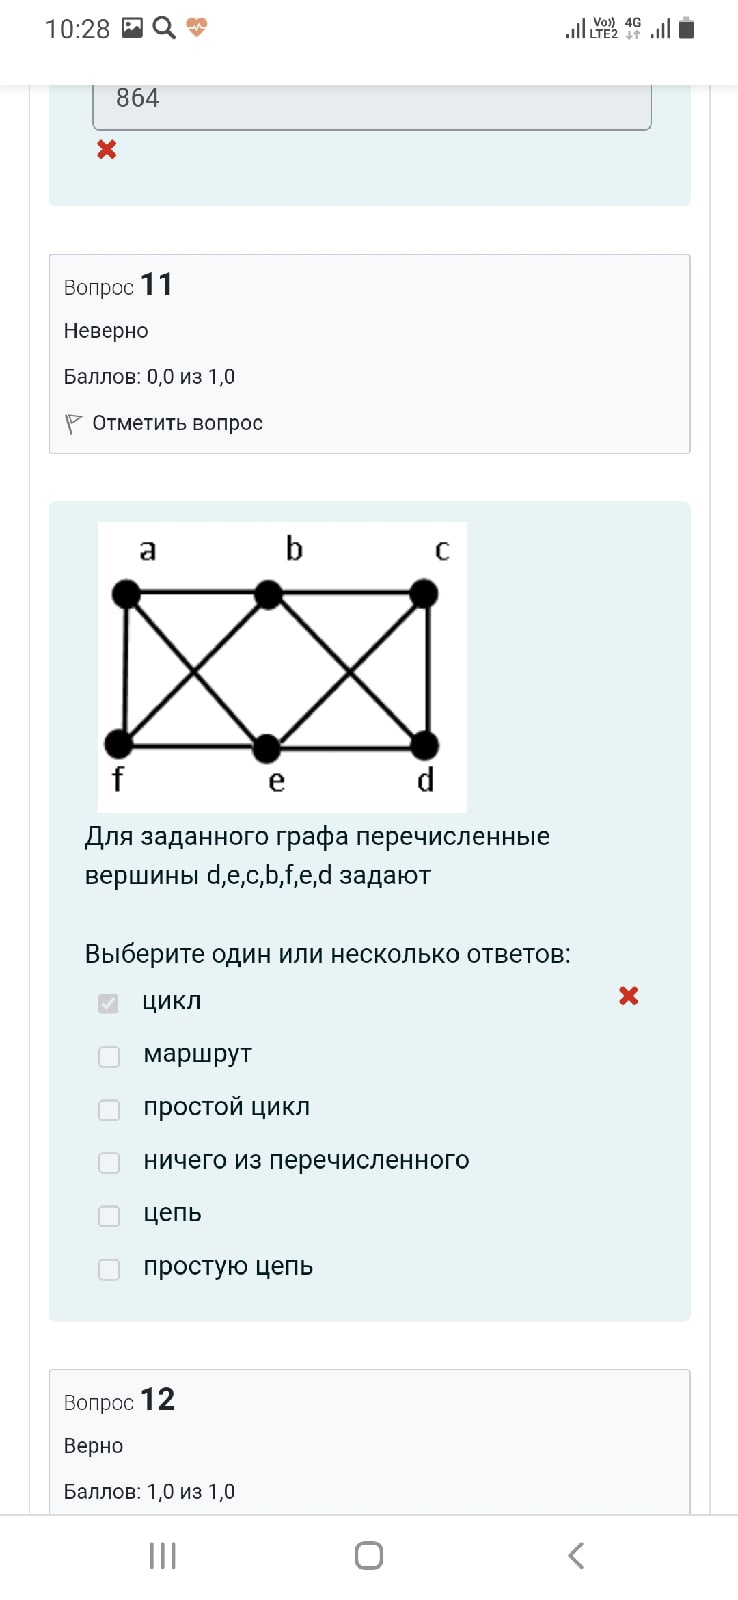 10:28 Vo)) 4G
LTE2
864
Вопрос 11
Неверно
Баллов: 0,0 из 1,0
Отметить вопрос
a b c
f e d
Для заданного графа перечисленные
вершины d,e,c,b,f,e,d задают
Выберите один или несколько ответов:
цикл
маршрут
простой цикл
ничего из перечисленного
цепь
простую цепь
Вопрос 12
Верно
Баллов: 1,0 из 1,0